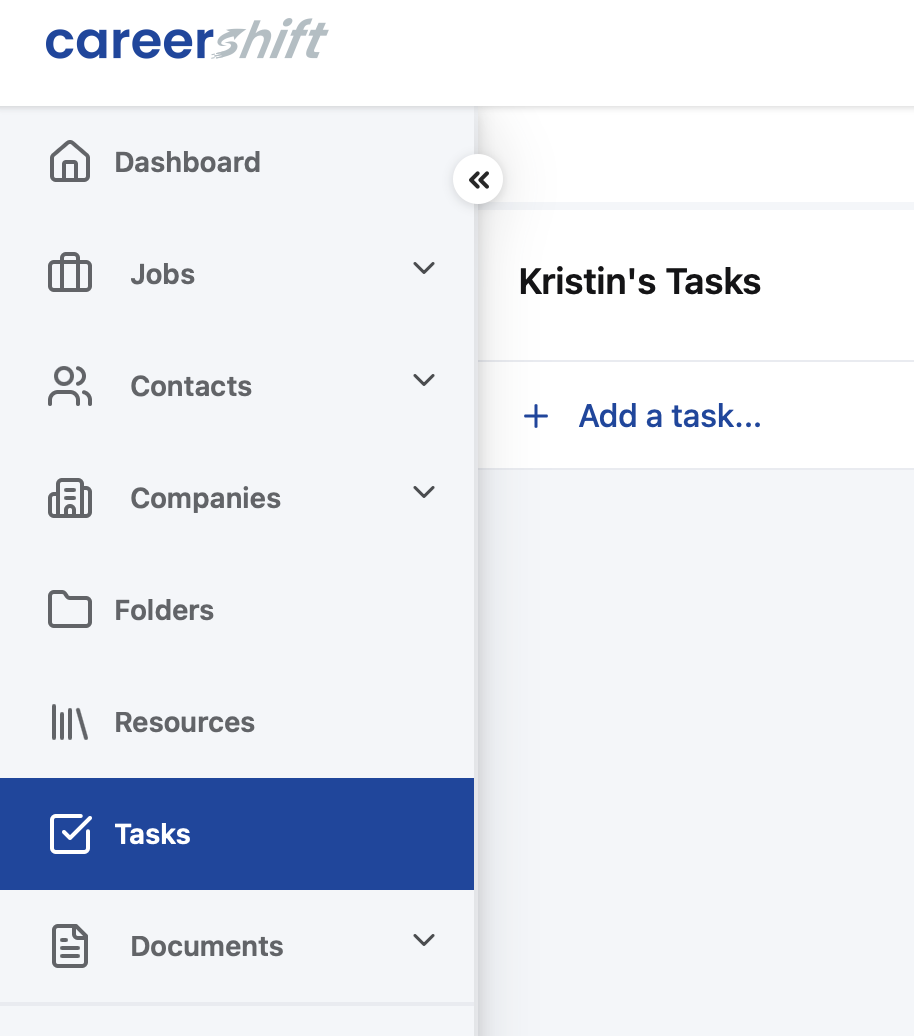 careershift
Dashboard
Jobs
Contacts
Companies
Folders
Resources
Tasks
Documents
Kristin's Tasks
+ Add a task...